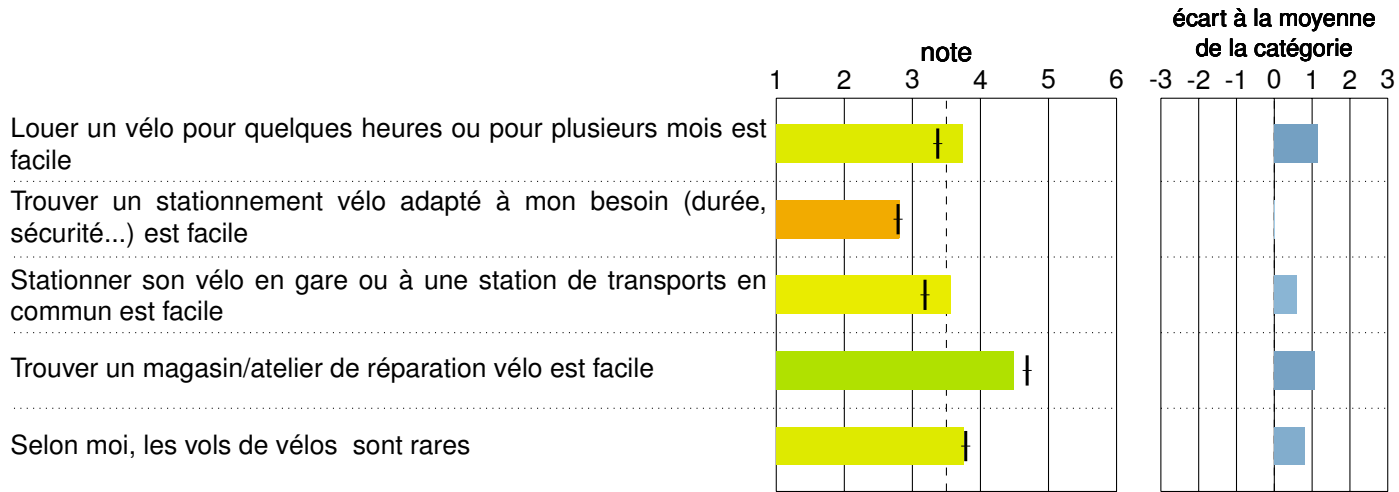 écart à la moyenne
note de la catégorie
1 2 3 4 5 6 -3 -2 -1 0 1 2 3
Louer un vélo pour quelques heures ou pour plusieurs mois est
facile
Trouver un stationnement vélo adapté à mon besoin (durée,
sécurité...) est facile
Stationner son vélo en gare ou à une station de transports en
commun est facile
Trouver un magasin/atelier de réparation vélo est facile
Selon moi, les vols de vélos sont rares